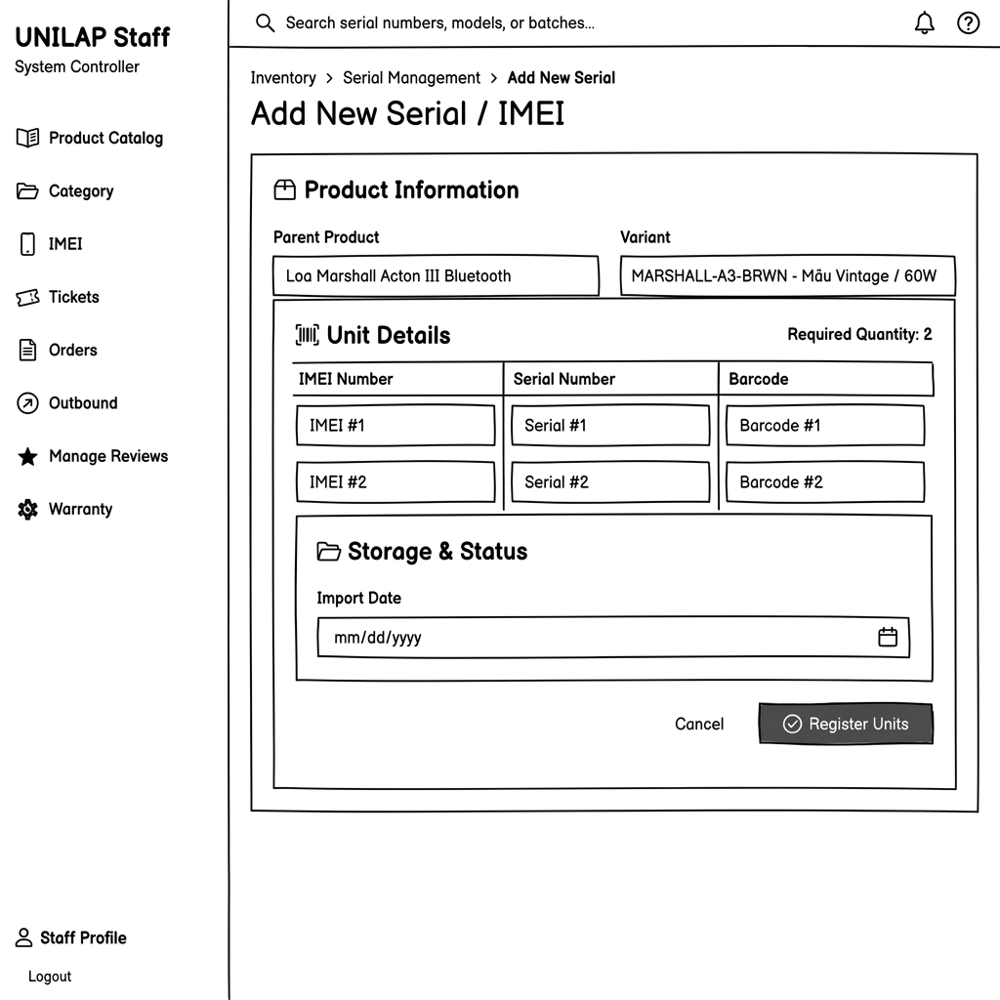 UNILAP Staff
System Controller
Product Catalog
Category
IMEI
Tickets
Orders
Outbound
Manage Reviews
Warranty
Staff Profile
Logout
Search serial numbers, models, or batches...
Inventory > Serial Management > Add New Serial
Add New Serial / IMEI
Product Information
Parent Product
Variant
Loa Marshall Acton III Bluetooth
MARSHALL-A3-BRWN - Mâu Vintage / 60W
Unit Details
Required Quantity: 2
IMEI Number
Serial Number
Barcode
IMEI #1
Serial #1
Barcode #1
IMEI #2
Serial #2
Barcode #2
Storage & Status
Import Date
mm/dd/yyyy
Cancel
Register Units